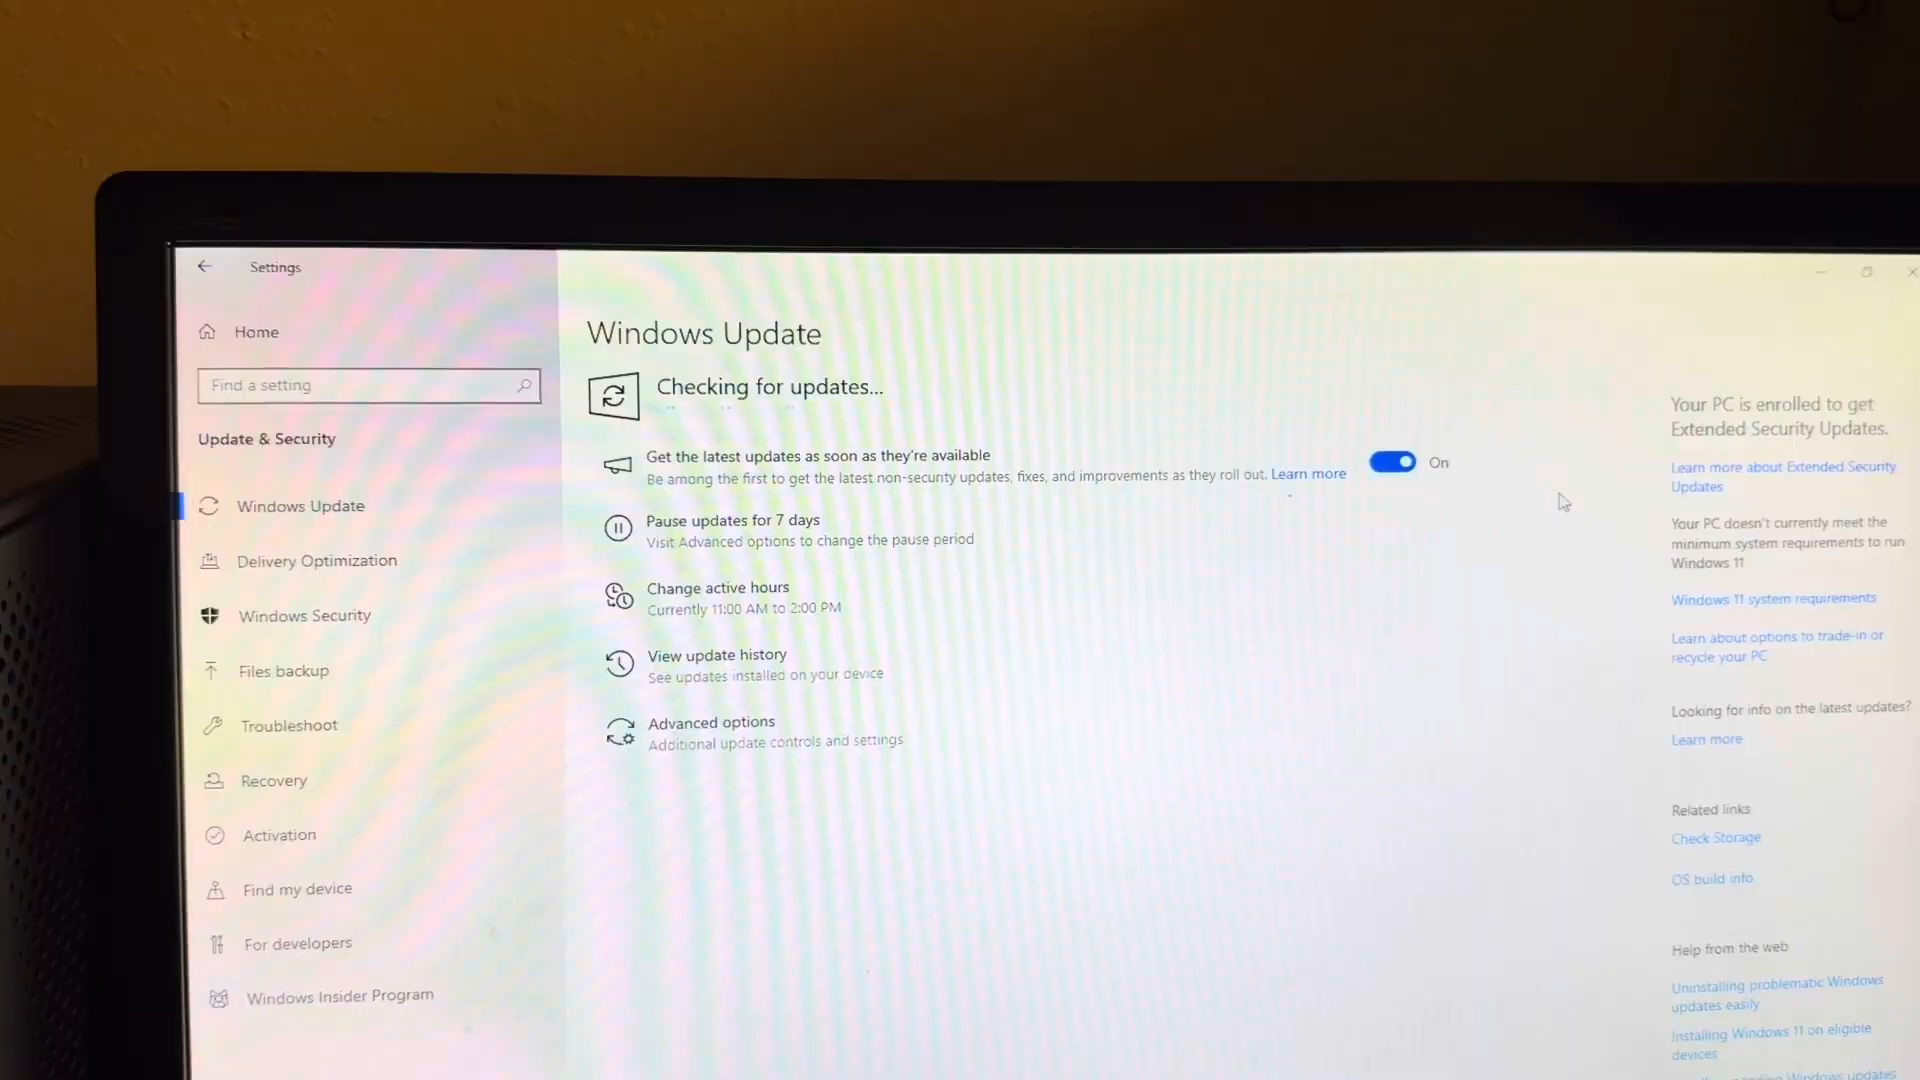 Settings
Home
Find a setting
Update & Security
Windows Update
Delivery Optimization
Windows Security
Files backup
Troubleshoot
Recovery
Activation
Find my device
For developers
Windows Insider Program
Windows Update
Checking for updates...
Get the latest updates as soon as they're available
Be among the first to get the latest non-security updates, fixes, and improvements as they roll out. Learn more
On
Pause updates for 7 days
Visit Advanced options to change the pause period
Change active hours
Currently 11:00 AM to 2:00 PM
View update history
See updates installed on your device
Advanced options
Additional update controls and settings
Your PC is enrolled to get
Extended Security Updates.
Learn more about Extended Security
Updates
Your PC doesn't currently meet the
minimum system requirements to run
Windows 11
Windows 11 system requirements
Learn about options to trade-in or
recycle your PC
Looking for info on the latest updates?
Learn more
Related links
Check Storage
OS build info
Help from the web
Uninstalling problematic Windows
updates easily
Installing Windows 11 on eligible
devices
Windows updates